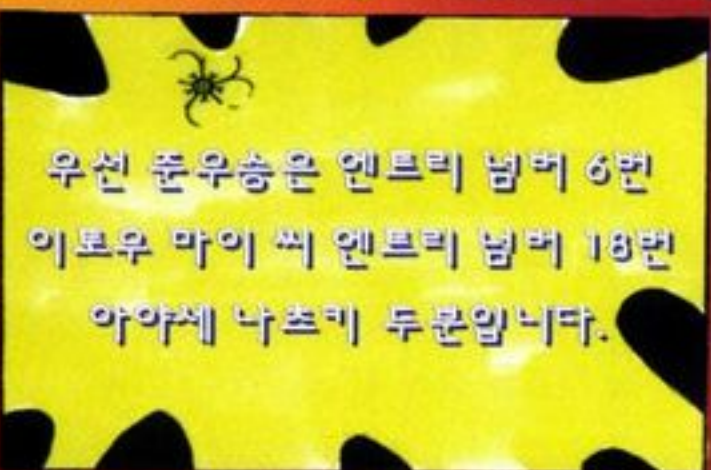 우선 준우승은 엔트리 넘버 6번
이로우 마이 씨 엔트리 넘버 18번
아야세 나츠키 두분입니다.